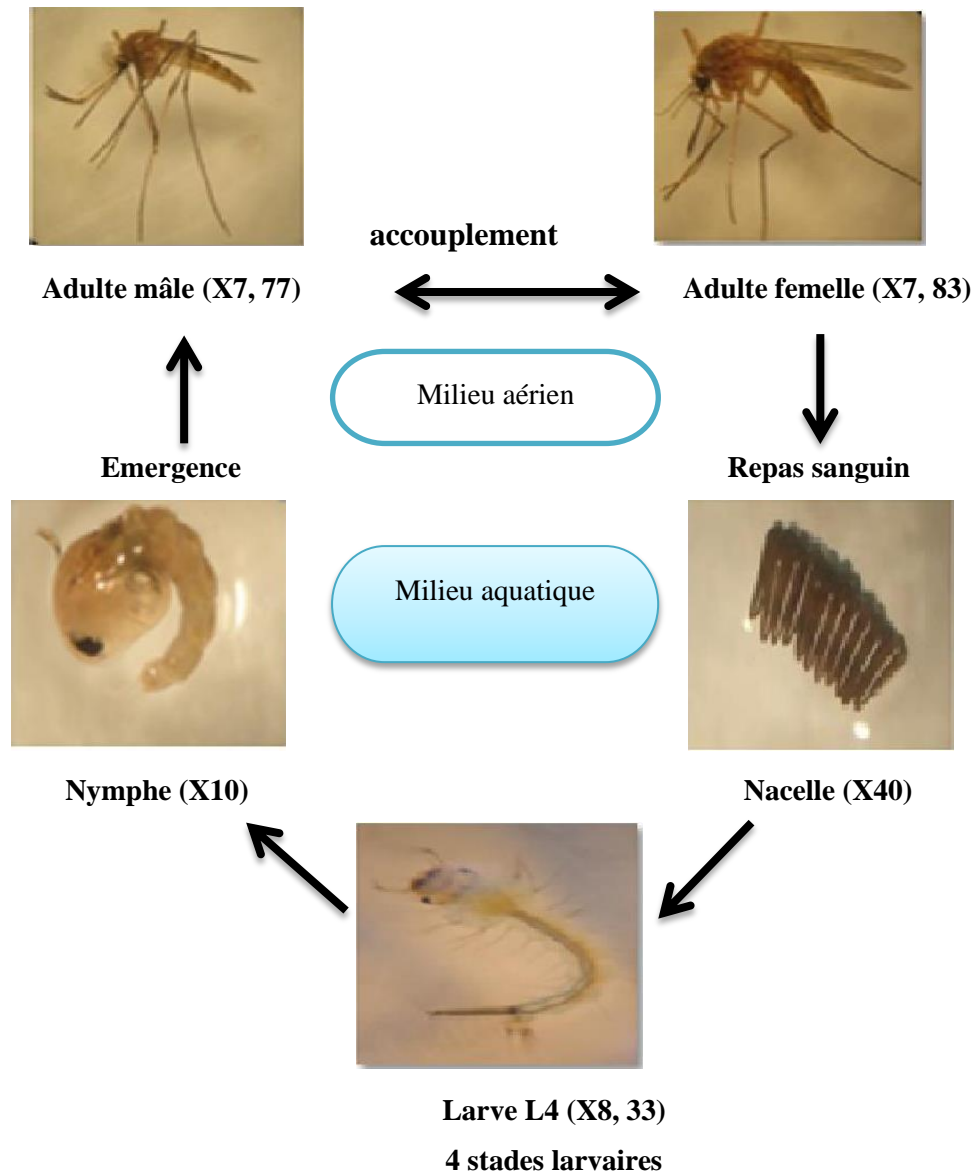 accouplement
Adulte mâle (X7, 77)
Adulte femelle (X7, 83)
Milieu aérien
Emergence
Repas sanguin
Milieu aquatique
Nymphe (X10)
Nacelle (X40)
Larve L4 (X8, 33)
4 stades larvaires